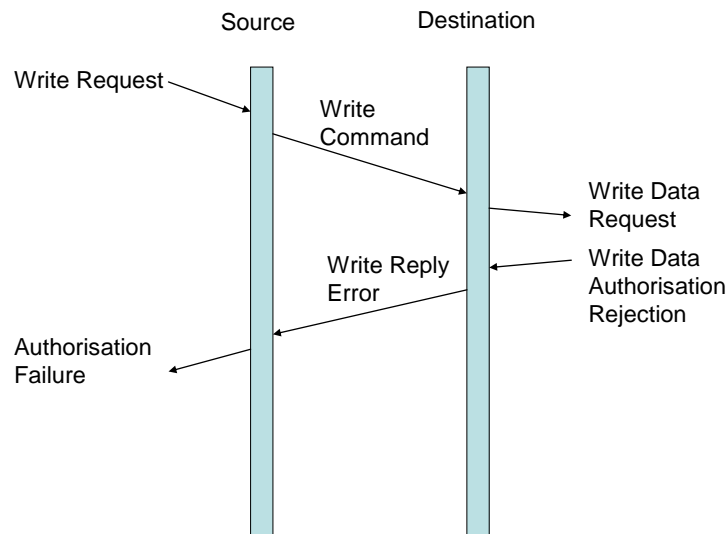 Source
Destination
Write Request
Write
Command
Write Data
Request
Write Reply
Error
Write Data
Authorisation
Rejection
Authorisation
Failure